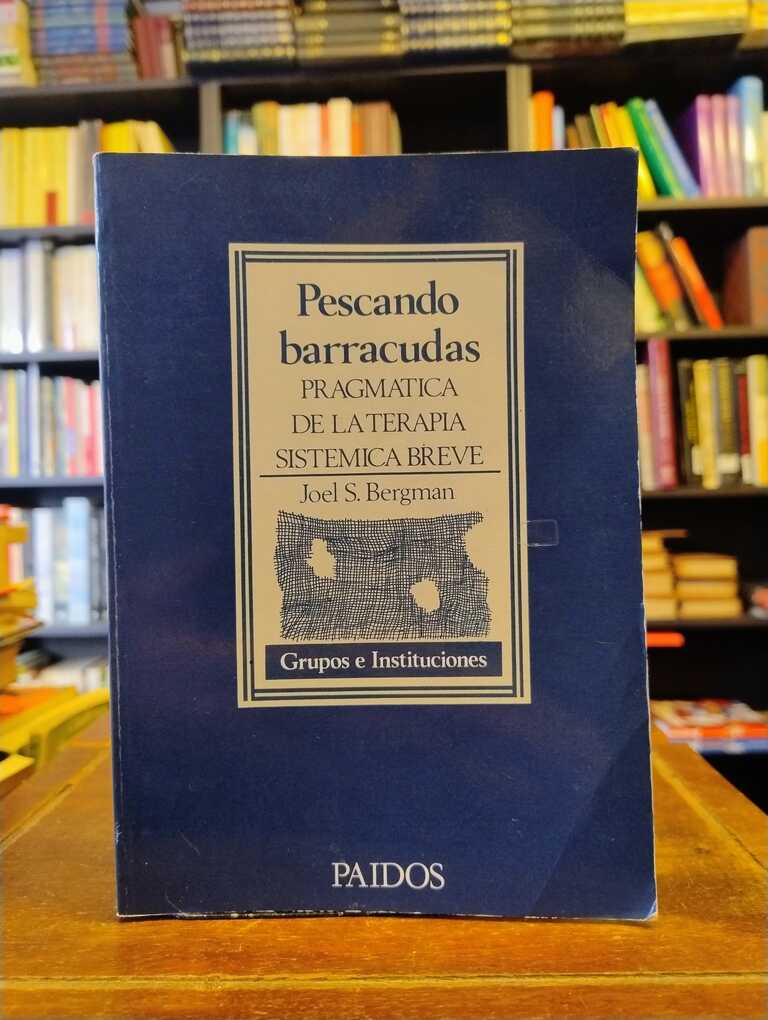 Pescando
barracudas
PRAGMATICA
DE LA TERAPIA
SISTEMICA BREVE
Joel S. Bergman
Grupos e Instituciones
PAIDOS